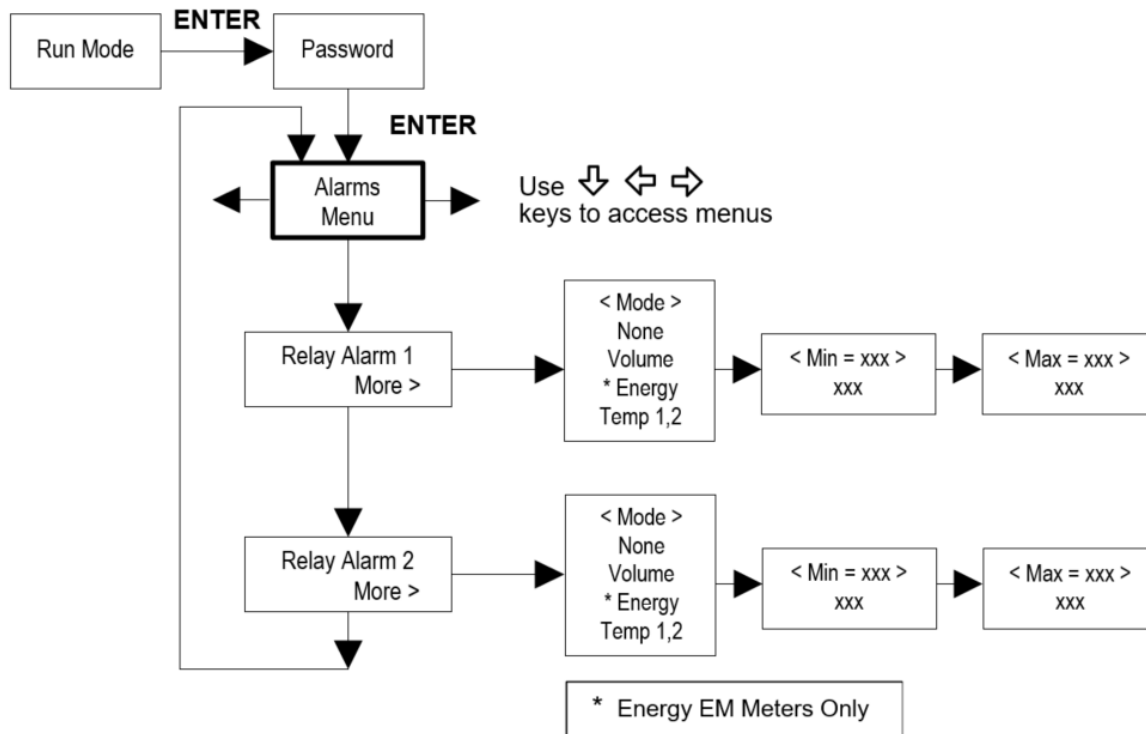 ENTER
Run Mode
Password
ENTER
Alarms
Menu
Use
keys to access menus
Relay Alarm 1
More >
< Mode >
None
Volume
* Energy
Temp 1,2
< Min = xxx >
xxx
< Max = xxx >
xxx
Relay Alarm 2
More >
< Mode >
None
Volume
* Energy
Temp 1,2
< Min = xxx >
xxx
< Max = xxx >
xxx
* Energy EM Meters Only